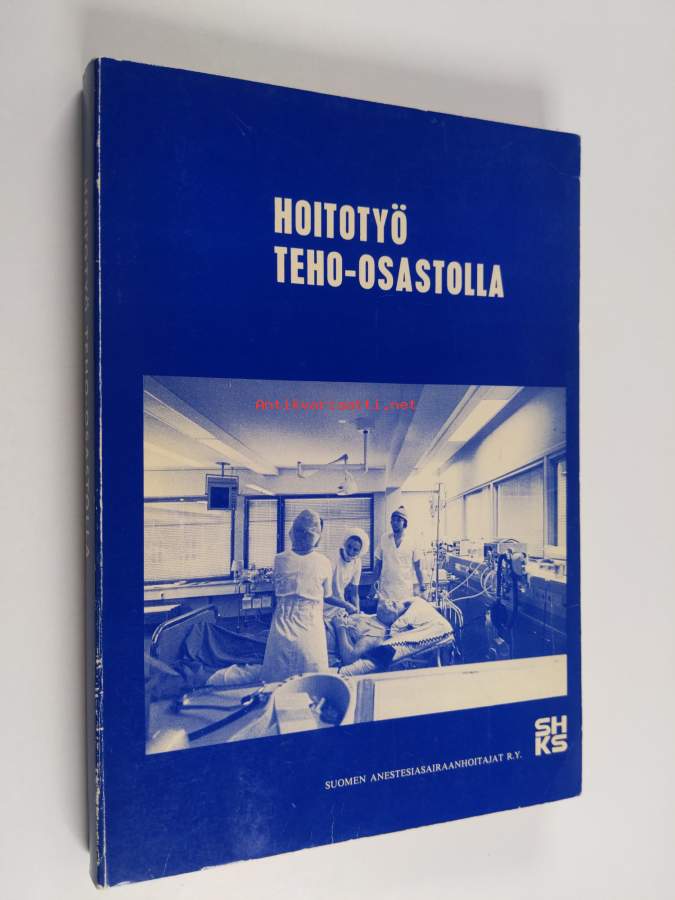 HOITOTYÖ
TEHO-OSASTOLLA
Antikvariaatti.net
SH
KS
SUOMEN ANESTESIASAIRAANHOITAJAT R.Y.
HOITOTYÖ TEHO-OSASTOLLA